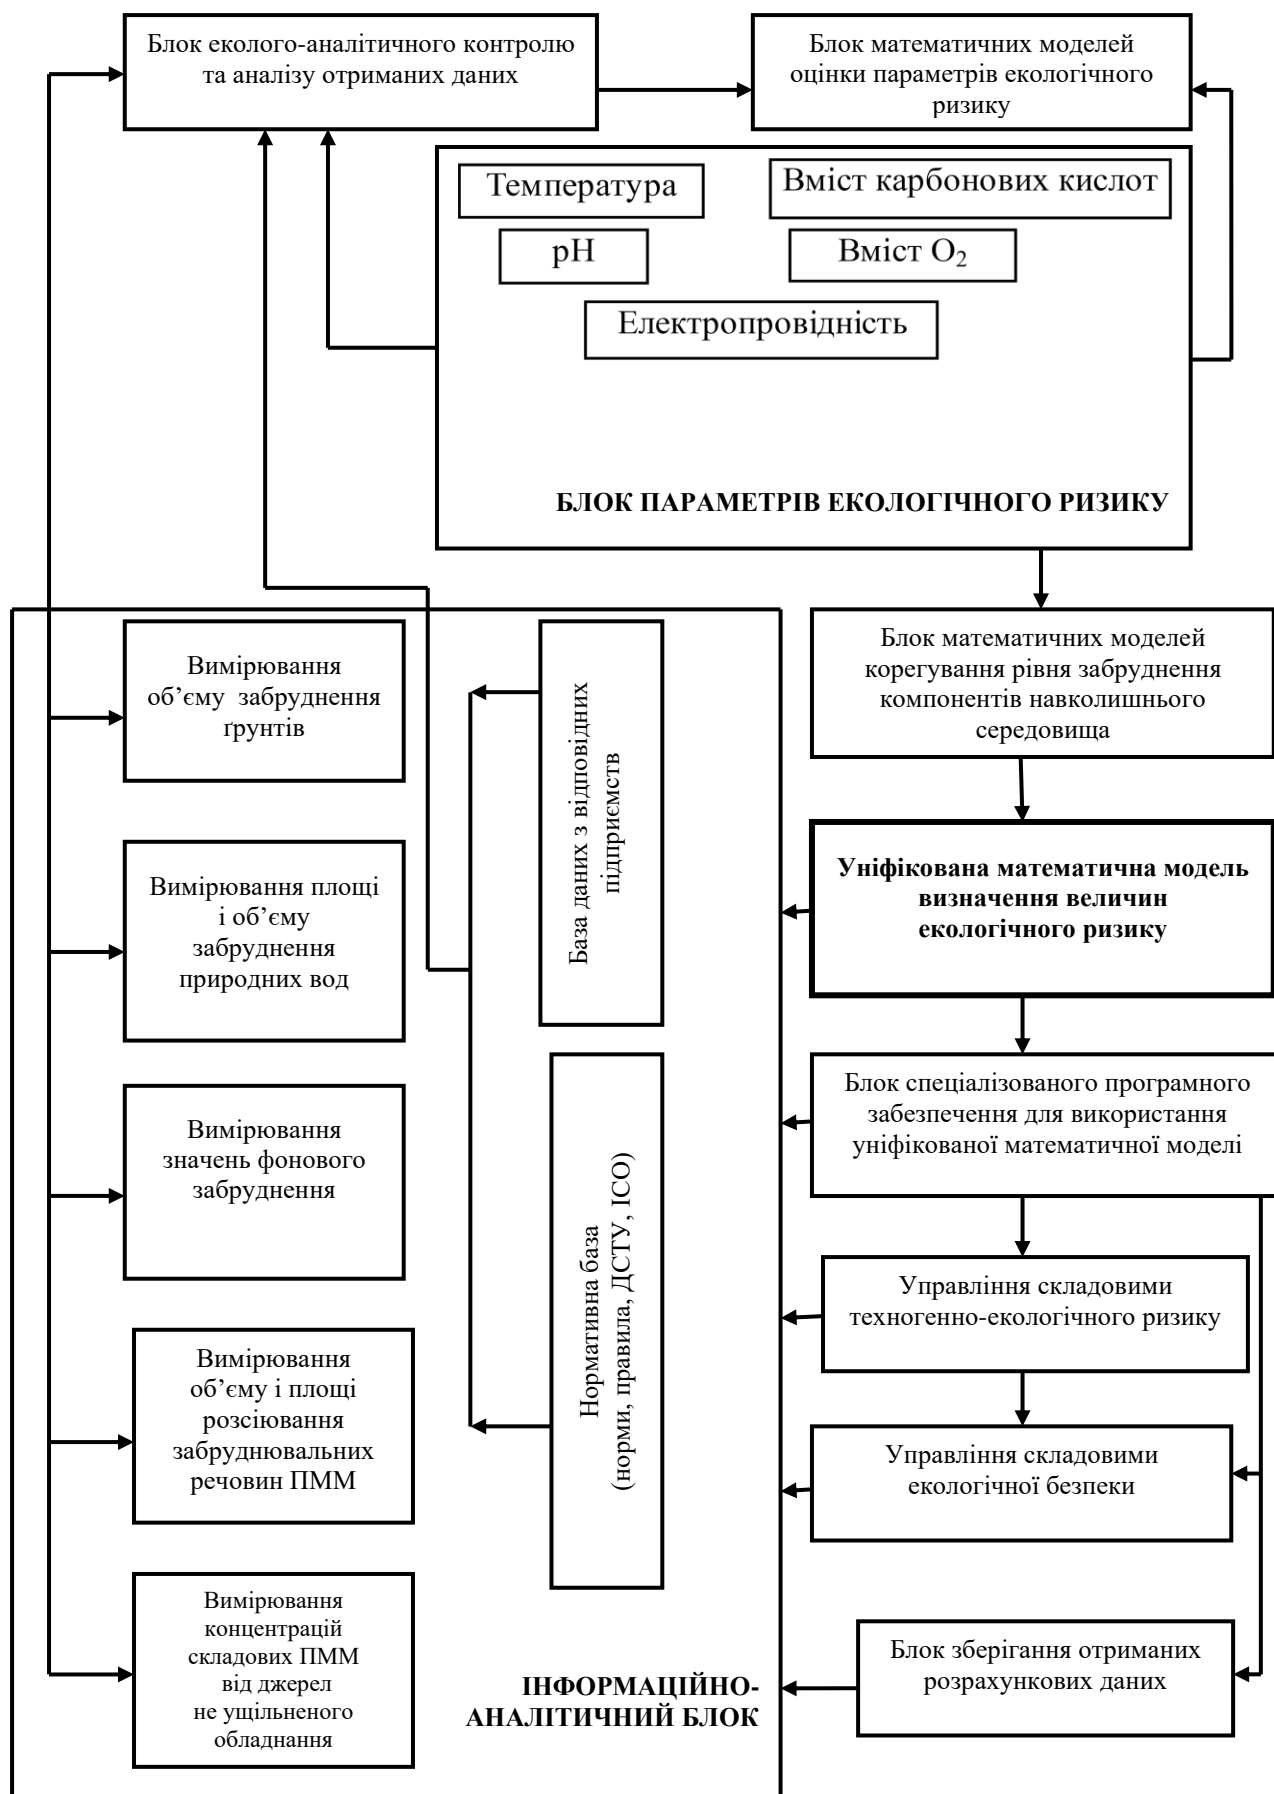 Блок еколого-аналітичного контролю
та аналізу отриманих даних
Блок математичних моделей
оцінки параметрів екологічного
ризику
Температура
Вміст карбонових кислот
pH
Вміст O₂
Електропровідність
БЛОК ПАРАМЕТРІВ ЕКОЛОГІЧНОГО РИЗИКУ
Вимірювання
об’єму забруднення
ґрунтів
Вимірювання площі
і об’єму
забруднення
природних вод
Вимірювання
значень фонового
забруднення
Вимірювання
об’єму і площі
розсіювання
забруднювальних
речовин ПММ
Вимірювання
концентрацій
складових ПММ
від джерел
не ущільненого
обладнання
База даних з відповідних
підприємств
Нормативна база
(норми, правила, ДСТУ, ІСО)
ІНФОРМАЦІЙНО-
АНАЛІТИЧНИЙ БЛОК
Блок математичних моделей
корегування рівня забруднення
компонентів навколишнього
середовища
Уніфікована математична модель
визначення величин
екологічного ризику
Блок спеціалізованого програмного
забезпечення для використання
уніфікованої математичної моделі
Управління складовими
техногенно-екологічного ризику
Управління складовими
екологічної безпеки
Блок зберігання отриманих
розрахункових даних